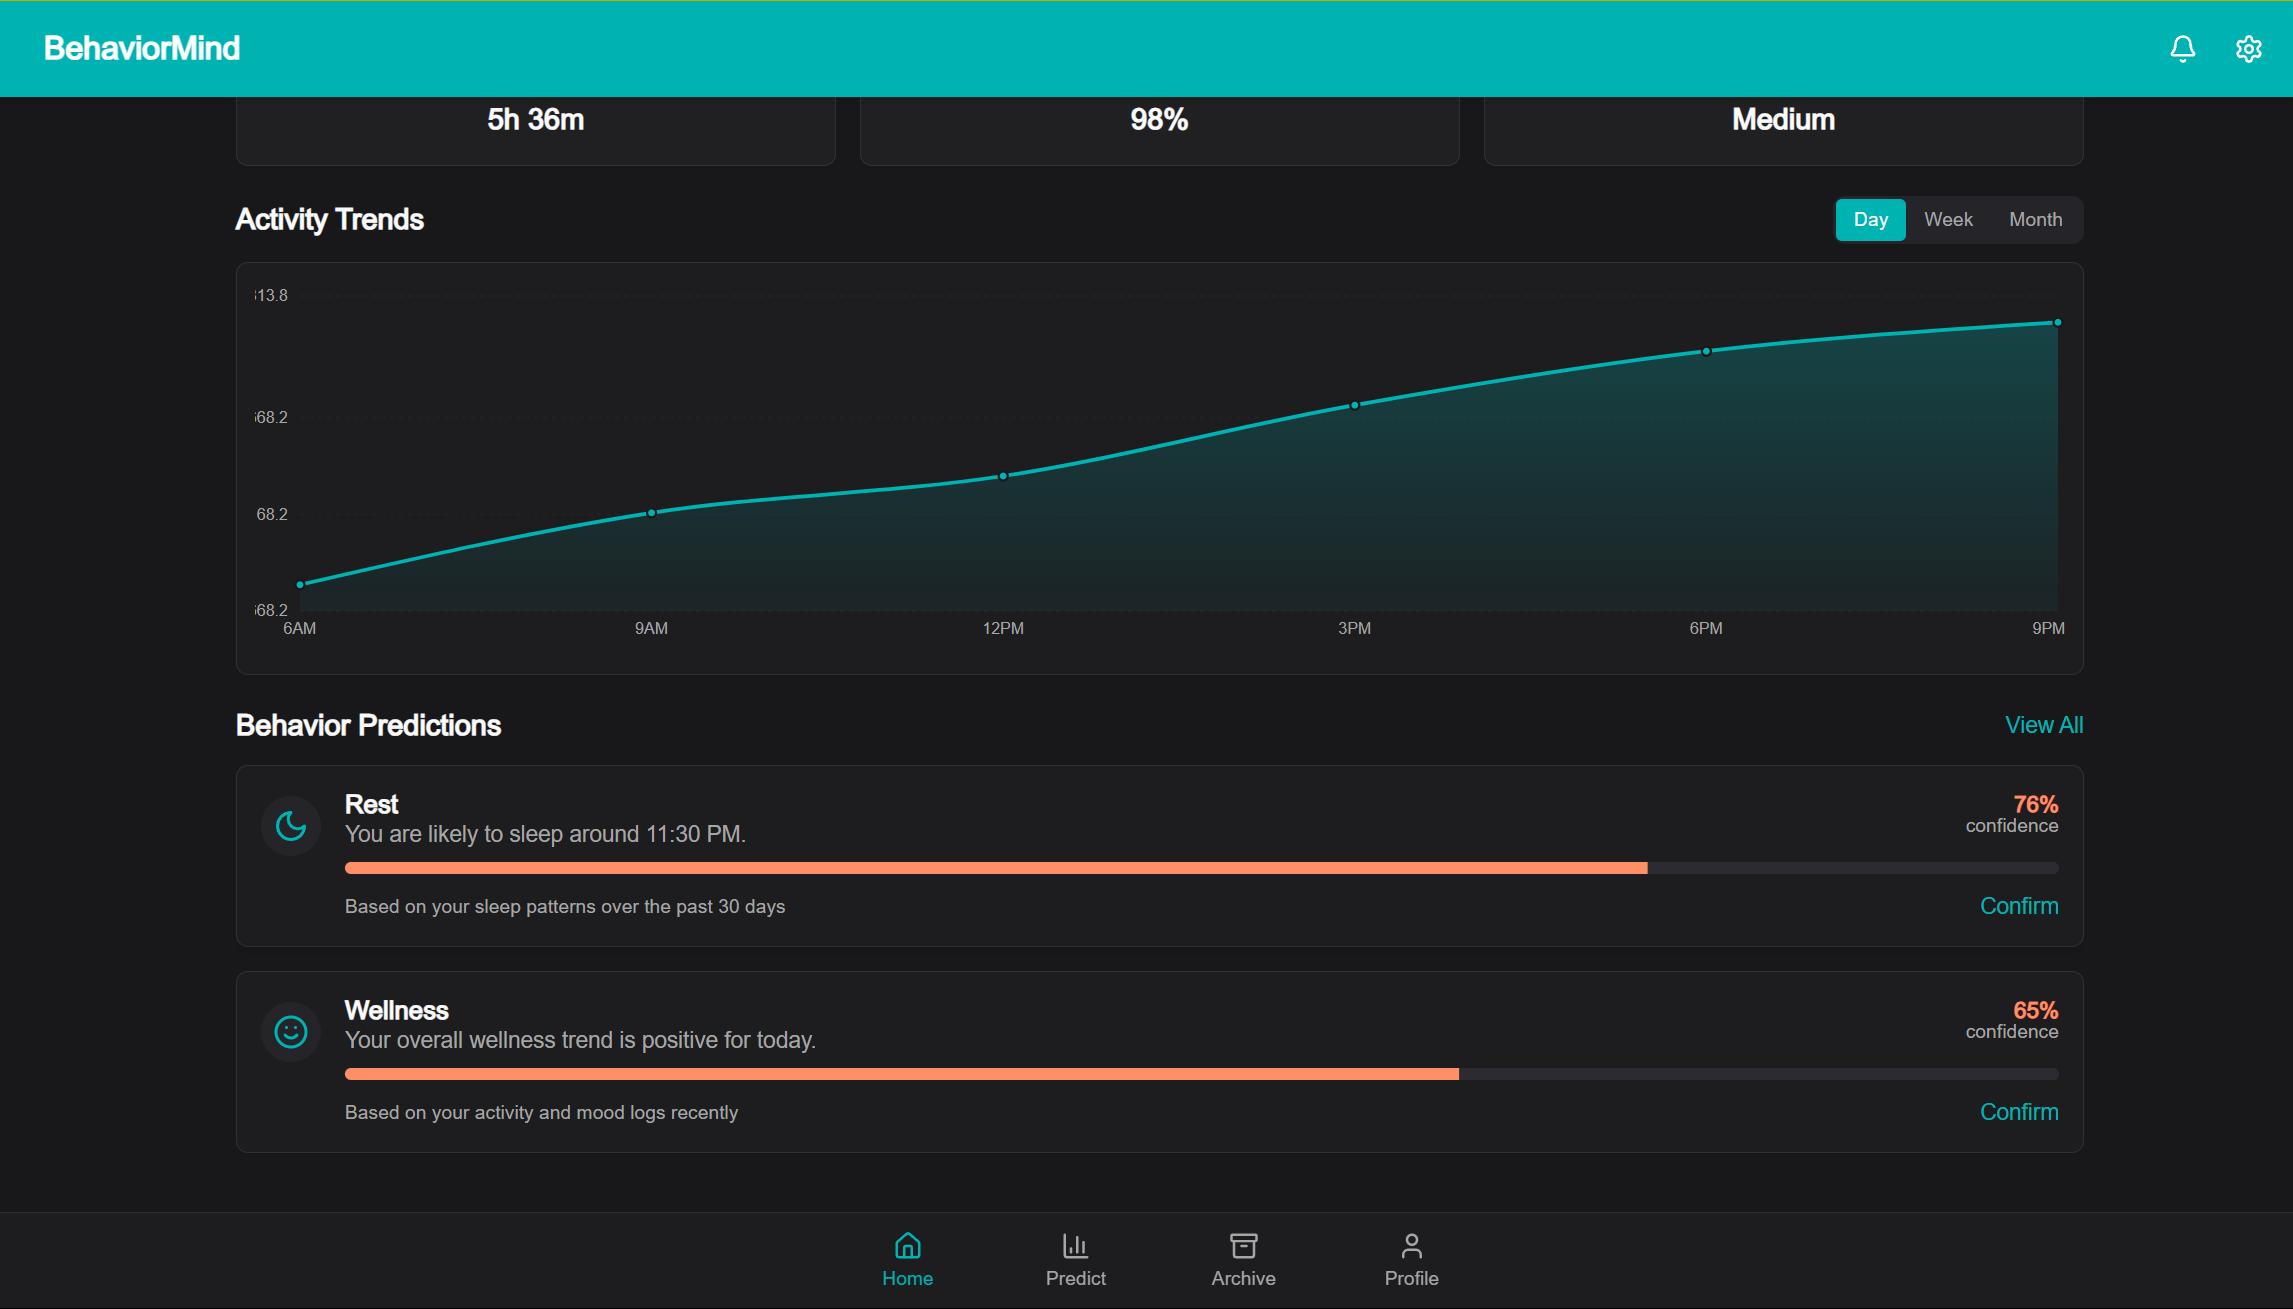 BehaviorMind
5h 36m
98%
Medium
Activity Trends
Day Week Month
13.8
68.2
68.2
68.2
6AM 9AM 12PM 3PM 6PM 9PM
Behavior Predictions
View All
Rest
76%
You are likely to sleep around 11:30 PM.
confidence
Based on your sleep patterns over the past 30 days
Confirm
Wellness
65%
Your overall wellness trend is positive for today.
confidence
Based on your activity and mood logs recently
Confirm
Home Predict Archive Profile